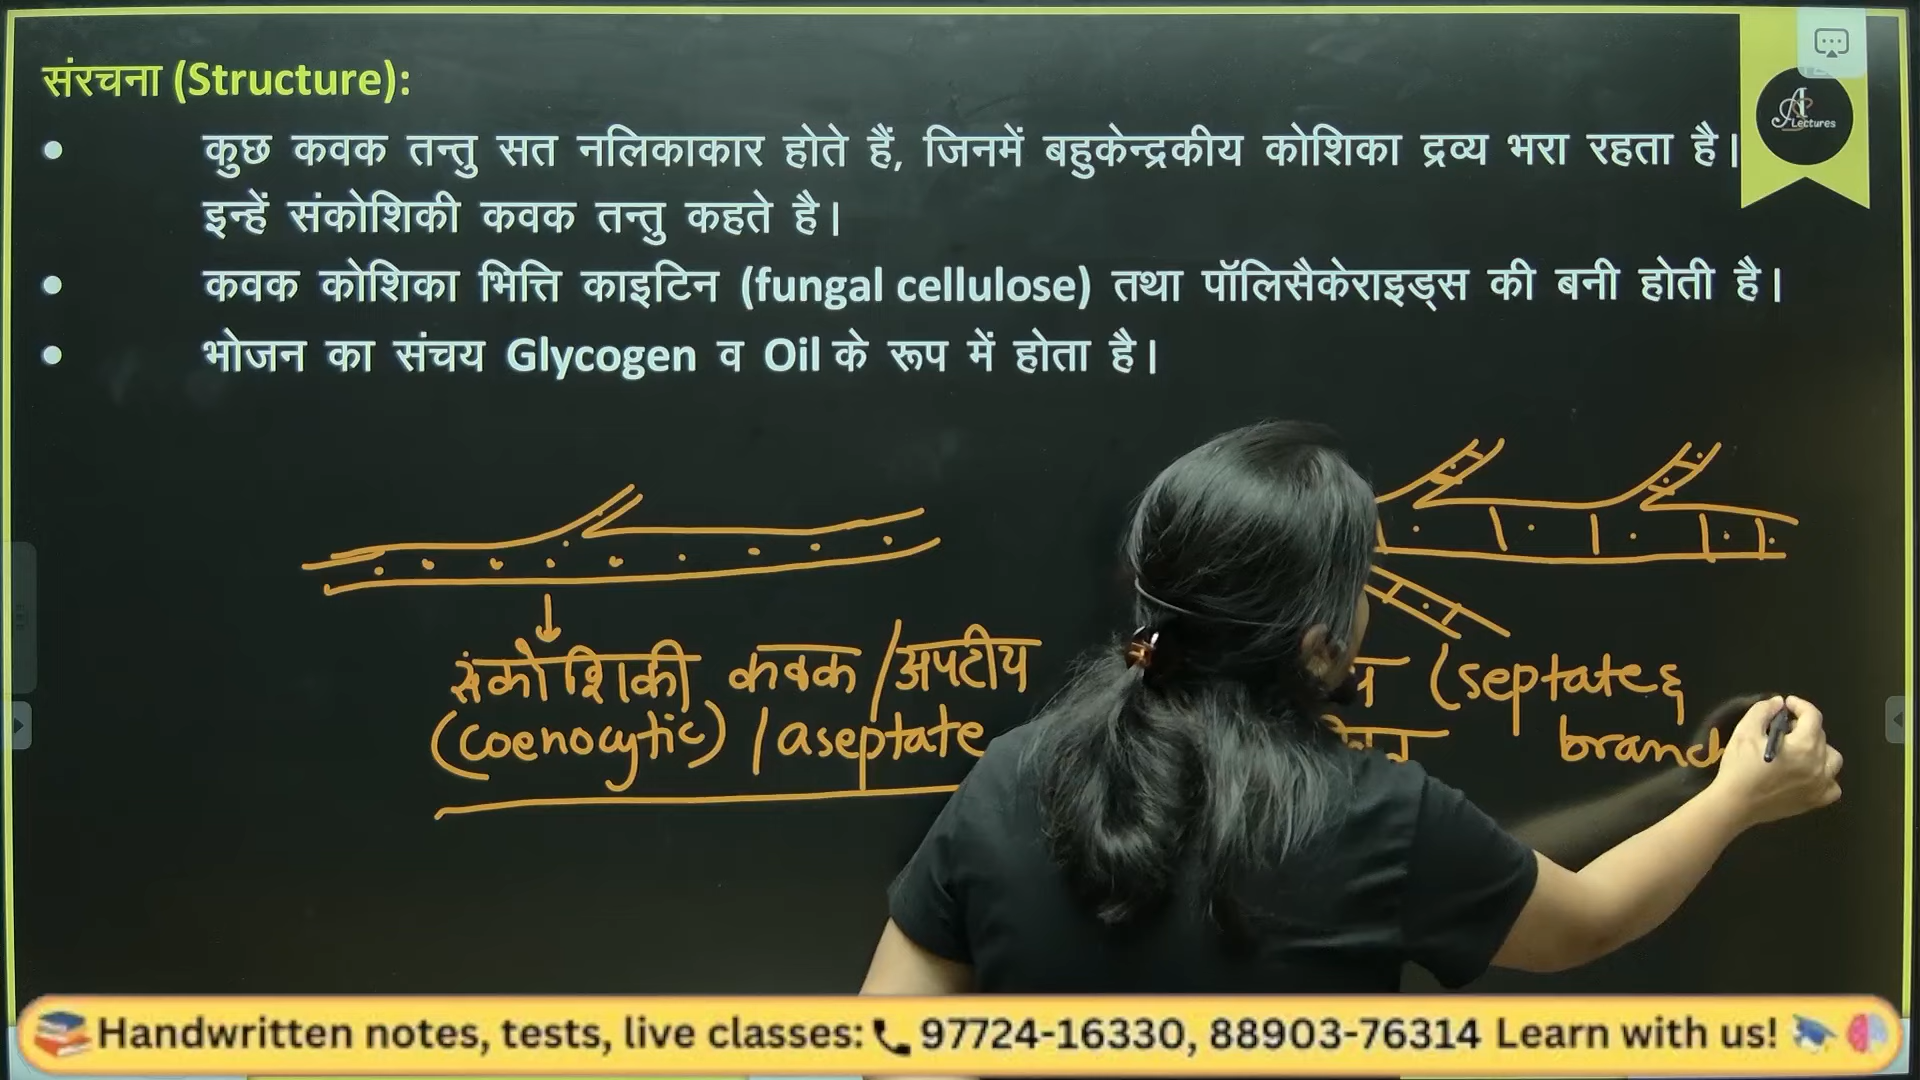 संरचना (Structure):
• कुछ कवक तन्तु सत नलिकाकार होते हैं, जिनमें बहुकेन्द्रकीय कोशिका द्रव्य भरा रहता है।
इन्हें संकोशिकी कवक तन्तु कहते है।
• कवक कोशिका भित्ति काइटिन (fungal cellulose) तथा पॉलिसैकेराइड्स की बनी होती है।
• भोजन का संचय Glycogen व Oil के रूप में होता है।
Lectures
संकोशिकी कवक / अपटीय
(coenocytic) / aseptate
(septate &
branch
Handwritten notes, tests, live classes: 97724-16330, 88903-76314 Learn with us!